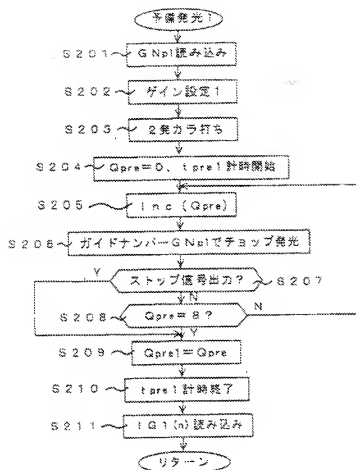 予備発光1
S201 GNp1読み込み
S202 ゲイン設定1
S203 2発カラ打ち
S204 Qpre=0、tpre1計時開始
S205 Inc(Qpre)
S206 ガイドナンバーGNp1でチョップ発光
Y ストップ信号出力? S207
N
S208 Qpre=8? N
Y
S209 Qpre1=Qpre
S210 tpre1計時終了
S211 IG1(n)読み込み
リターン